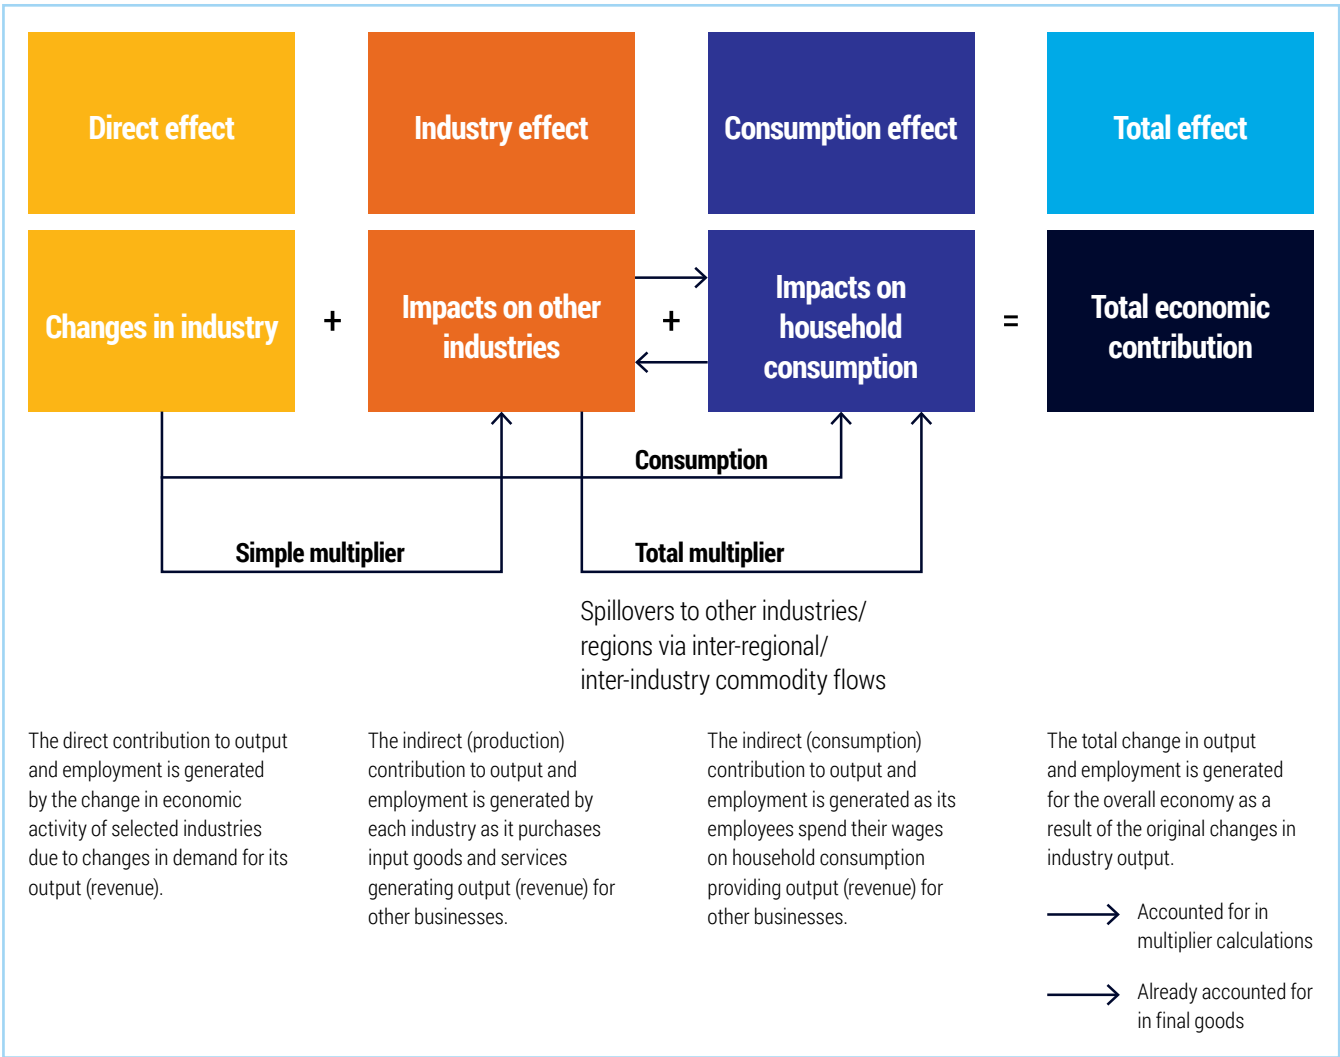 Direct effect
Industry effect
Consumption effect
Total effect
Changes in industry
+
Impacts on other
industries
+
Impacts on
household
consumption
=
Total economic
contribution
Consumption
Simple multiplier
Total multiplier
Spillovers to other industries/
regions via inter-regional/
inter-industry commodity flows
The direct contribution to output
and employment is generated
by the change in economic
activity of selected industries
due to changes in demand for its
output (revenue).
The indirect (production)
contribution to output and
employment is generated by
each industry as it purchases
input goods and services
generating output (revenue) for
other businesses.
The indirect (consumption)
contribution to output and
employment is generated as its
employees spend their wages
on household consumption
providing output (revenue) for
other businesses.
The total change in output
and employment is generated
for the overall economy as a
result of the original changes in
industry output.
Accounted for in
multiplier calculations
Already accounted for
in final goods